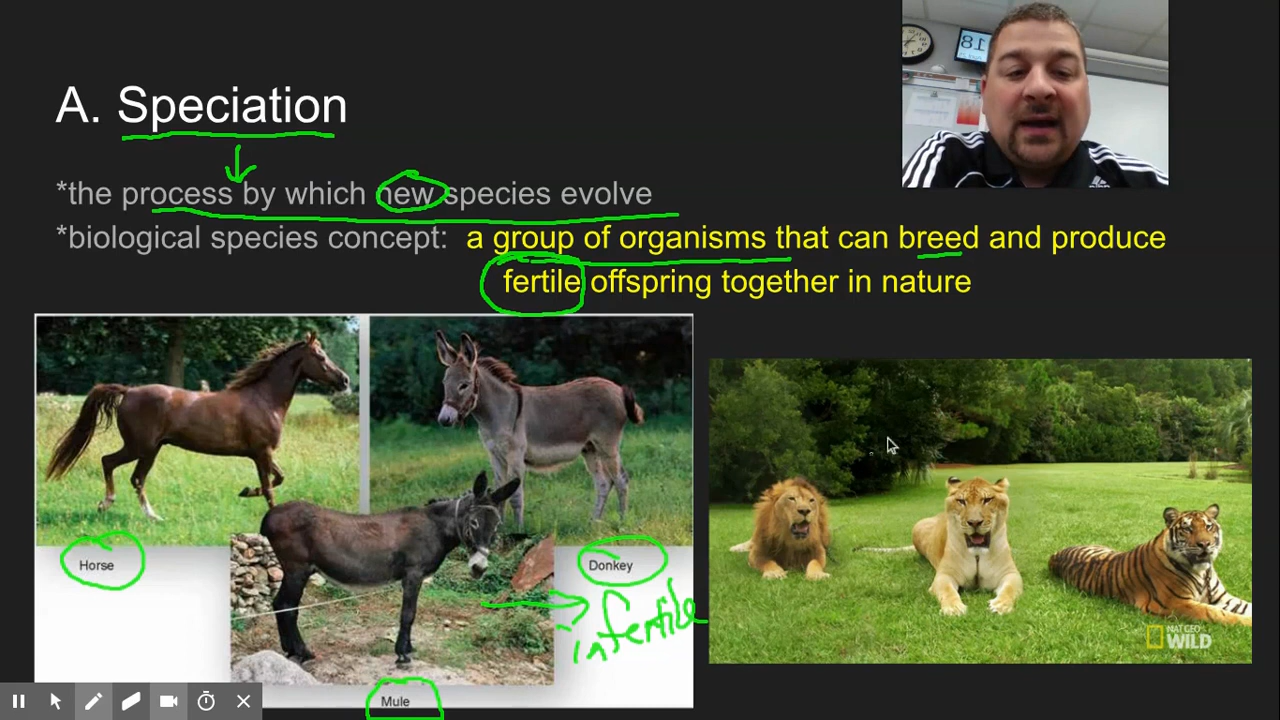 A. Speciation
*the process by which new species evolve
*biological species concept: a group of organisms that can breed and produce
fertile offspring together in nature
Horse
Donkey
infertile
Mule
NAT GEO
WILD